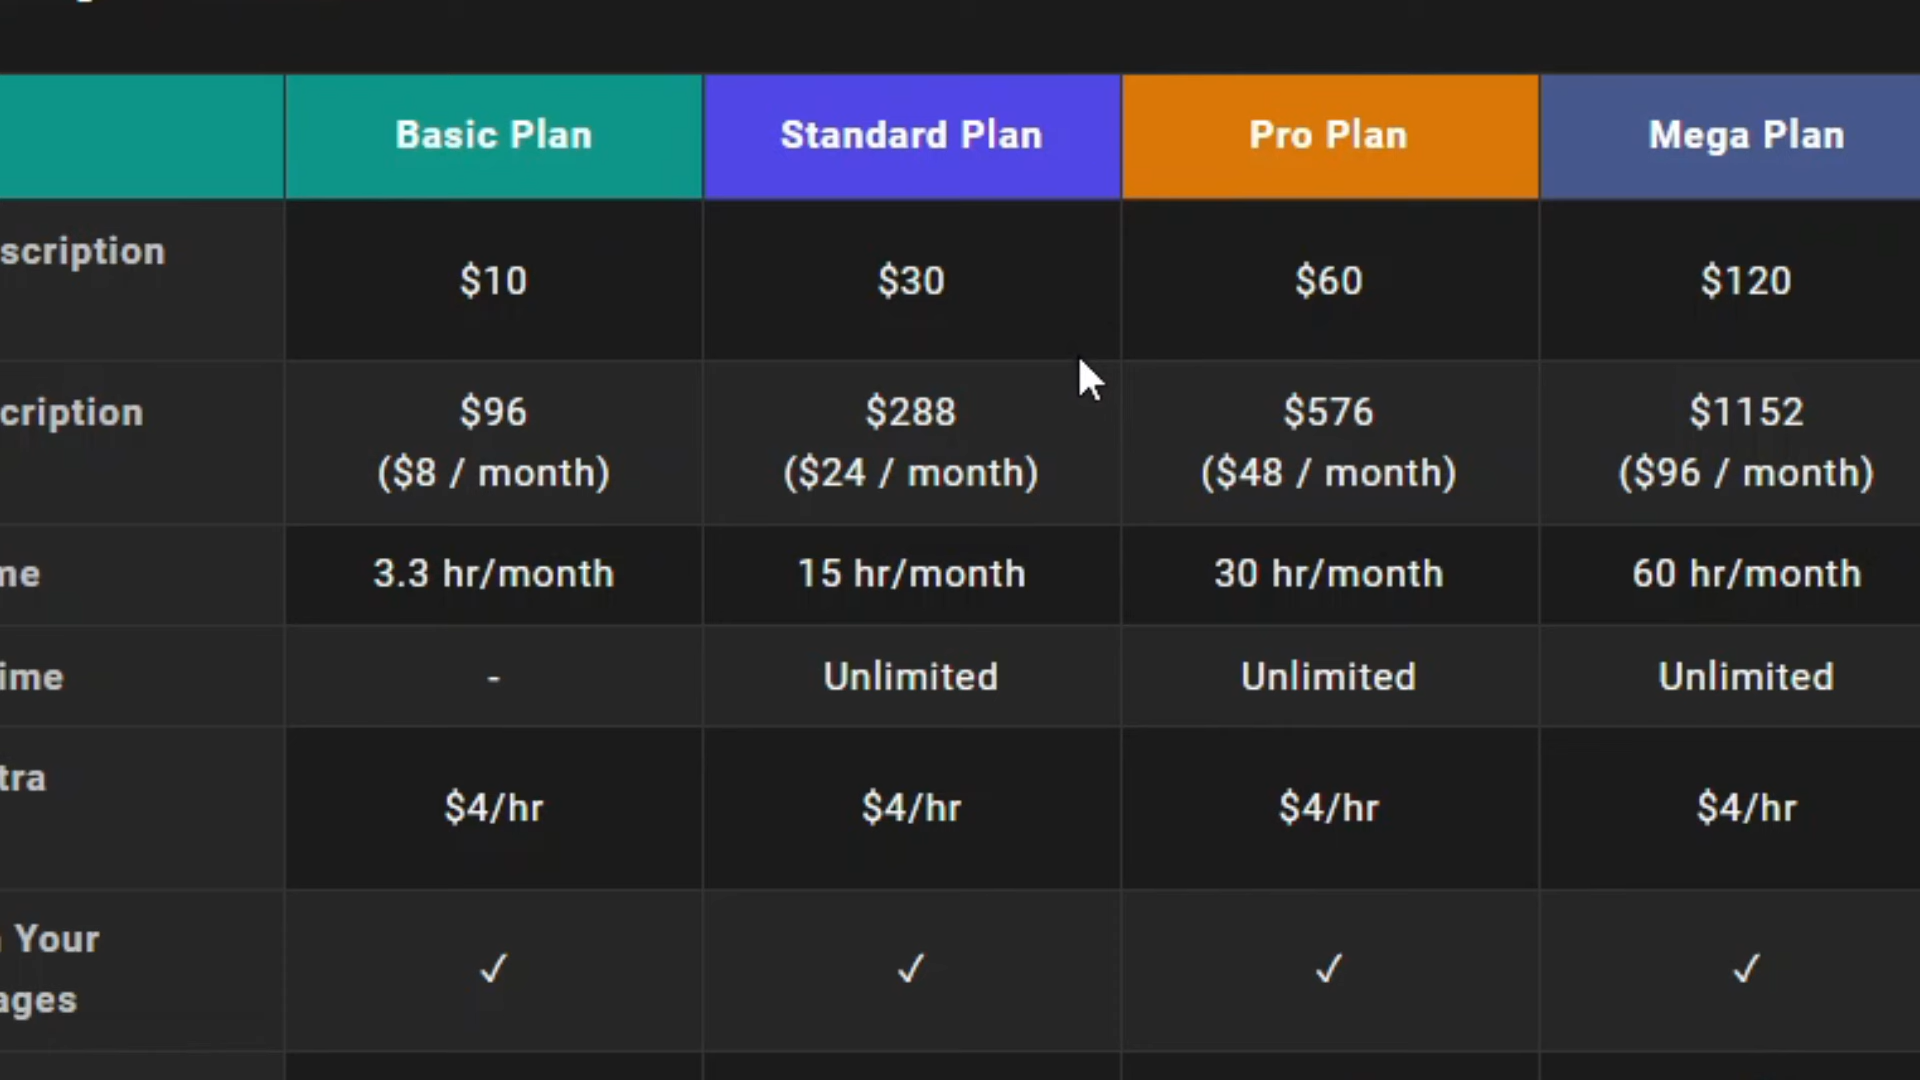 Basic Plan Standard Plan Pro Plan Mega Plan
scription
$10 $30 $60 $120
cription $96 $288 $576 $1152
($8 / month) ($24 / month) ($48 / month) ($96 / month)
me 3.3 hr/month 15 hr/month 30 hr/month 60 hr/month
ime - Unlimited Unlimited Unlimited
tra
$4/hr $4/hr $4/hr $4/hr
Your
✓ ✓ ✓ ✓
ages